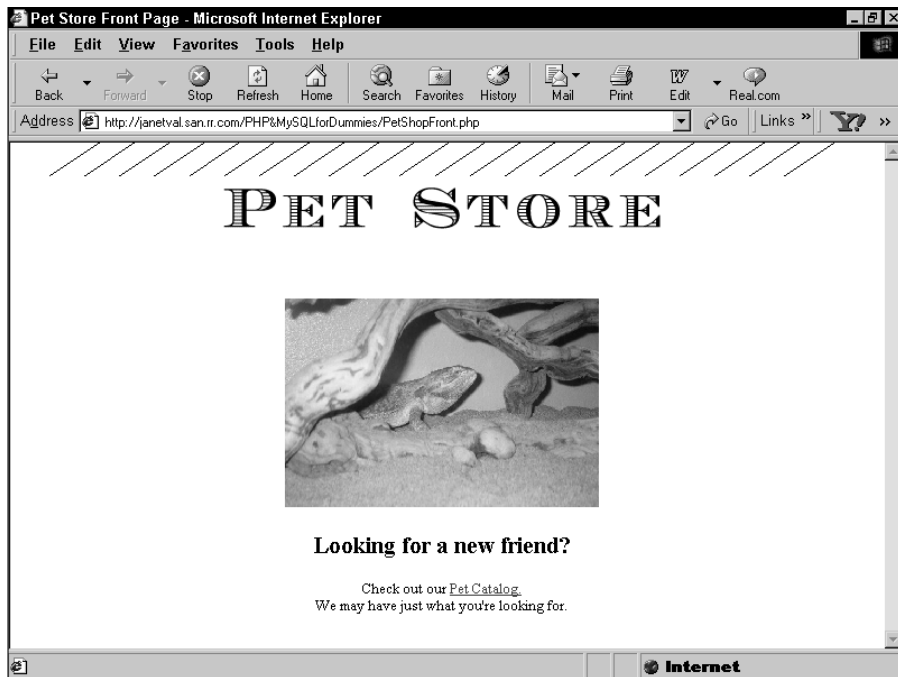 Pet Store Front Page - Microsoft Internet Explorer
File Edit View Favorites Tools Help
Back Forward Stop Refresh Home Search Favorites History Mail Print Edit Real.com
Address http://janetval.san.rr.com/PHP&MySQLforDummies/PetShopFront.php Go Links » Y? »
PET STORE
Looking for a new friend?
Check out our Pet Catalog.
We may have just what you're looking for.
Internet